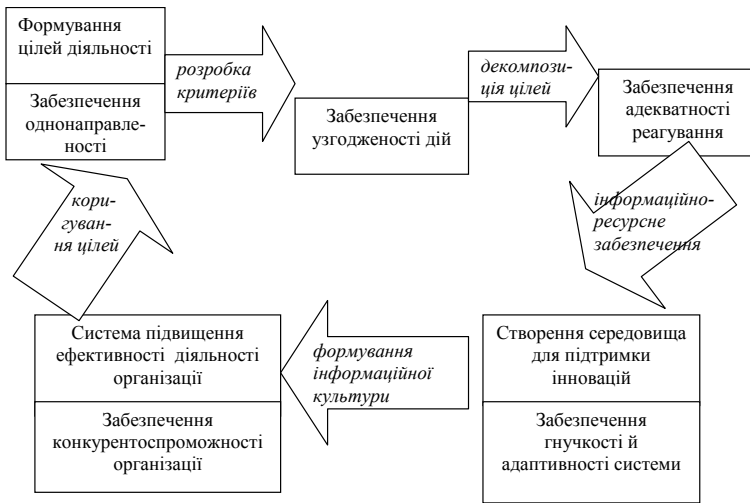 Формування
цілей діяльності
Забезпечення
однонаправле-
ності
розробка
критеріїв
Забезпечення
узгодженості дій
декомпози-
ція цілей
Забезпечення
адекватності
реагування
інформаційно-
ресурсне
забезпечення
Створення середовища
для підтримки
інновацій
Забезпечення
гнучкості й
адаптивності системи
формування
інформаційної
культури
Система підвищення
ефективності діяльності
організації
Забезпечення
конкурентоспроможності
організації
кори-
гуван-
ня цілей